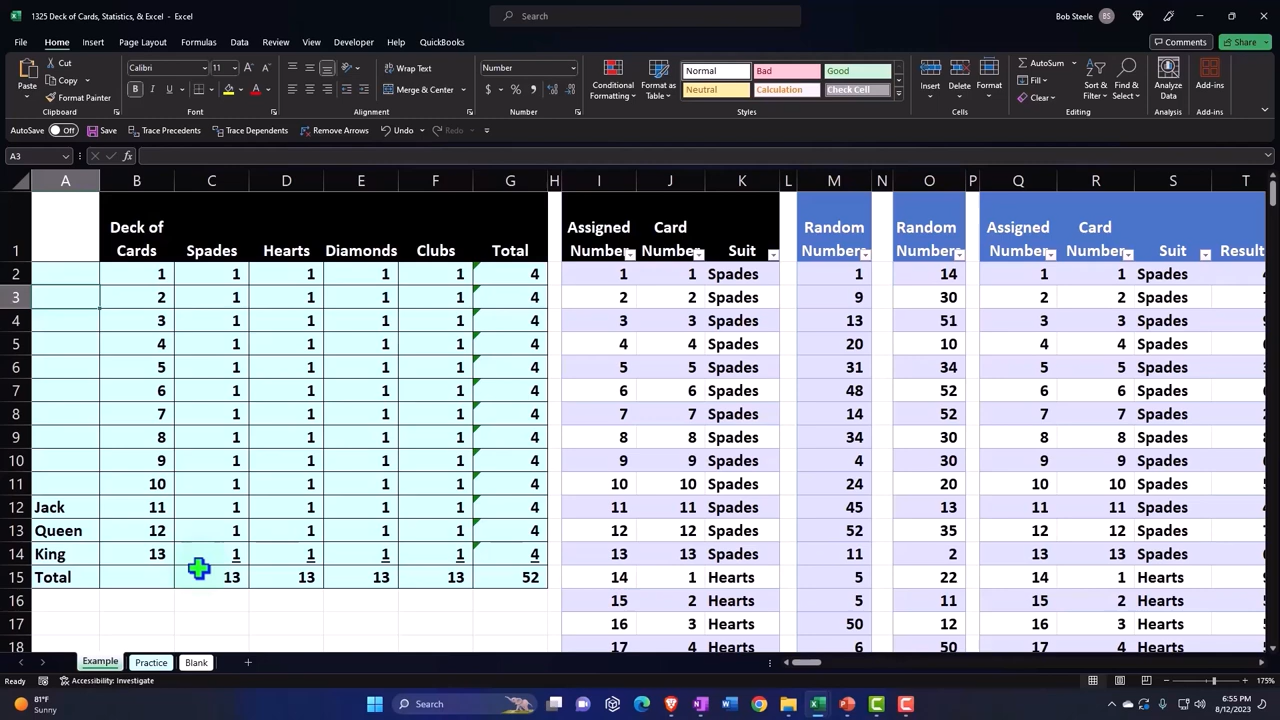 1325 Deck of Cards, Statistics, & Excel - Excel
Search
Bob Steele BS
File Home Insert Page Layout Formulas Data Review View Developer Help QuickBooks
Comments Share
Paste
Cut
Copy
Format Painter
Clipboard
Calibri 11
B I U
Font
Wrap Text
Merge & Center
Alignment
Number
$ % 9
Number
Conditional Formatting
Format as Table
Normal Bad Good
Neutral Calculation Check Cell
Styles
Insert Delete Format
Cells
AutoSum
Fill
Clear
Sort & Filter
Find & Select
Editing
Analyze Data
Analysis
Add-ins
Add-ins
AutoSave Off Save Trace Precedents Trace Dependents Remove Arrows Undo Redo
A3 fx
A B C D E F G H I J K L M N O P Q R S T
1 Deck of Cards Spades Hearts Diamonds Clubs Total Assigned Number Card Number Suit Random Numbers Random Numbers Assigned Number Card Number Suit Result
2 1 1 1 1 1 4 1 1 Spades 1 14 1 1 Spades
3 2 1 1 1 1 4 2 2 Spades 9 30 2 2 Spades
4 3 1 1 1 1 4 3 3 Spades 13 51 3 3 Spades
5 4 1 1 1 1 4 4 4 Spades 20 10 4 4 Spades
6 5 1 1 1 1 4 5 5 Spades 31 34 5 5 Spades
7 6 1 1 1 1 4 6 6 Spades 48 52 6 6 Spades
8 7 1 1 1 1 4 7 7 Spades 14 52 7 7 Spades
9 8 1 1 1 1 4 8 8 Spades 34 30 8 8 Spades
10 9 1 1 1 1 4 9 9 Spades 4 30 9 9 Spades
11 10 1 1 1 1 4 10 10 Spades 24 20 10 10 Spades
12 Jack 11 1 1 1 1 4 11 11 Spades 45 13 11 11 Spades
13 Queen 12 1 1 1 1 4 12 12 Spades 52 35 12 12 Spades
14 King 13 1 1 1 1 4 13 13 Spades 11 2 13 13 Spades
15 Total 13 13 13 13 52 14 1 Hearts 5 22 14 1 Hearts
16 15 2 Hearts 5 11 15 2 Hearts
17 16 3 Hearts 50 12 16 3 Hearts
18 17 4 Hearts 6 50 17 4 Hearts
Example Practice Blank
Ready Accessibility: Investigate 175%
81°F
Sunny
Search
6:55 PM
8/12/2023